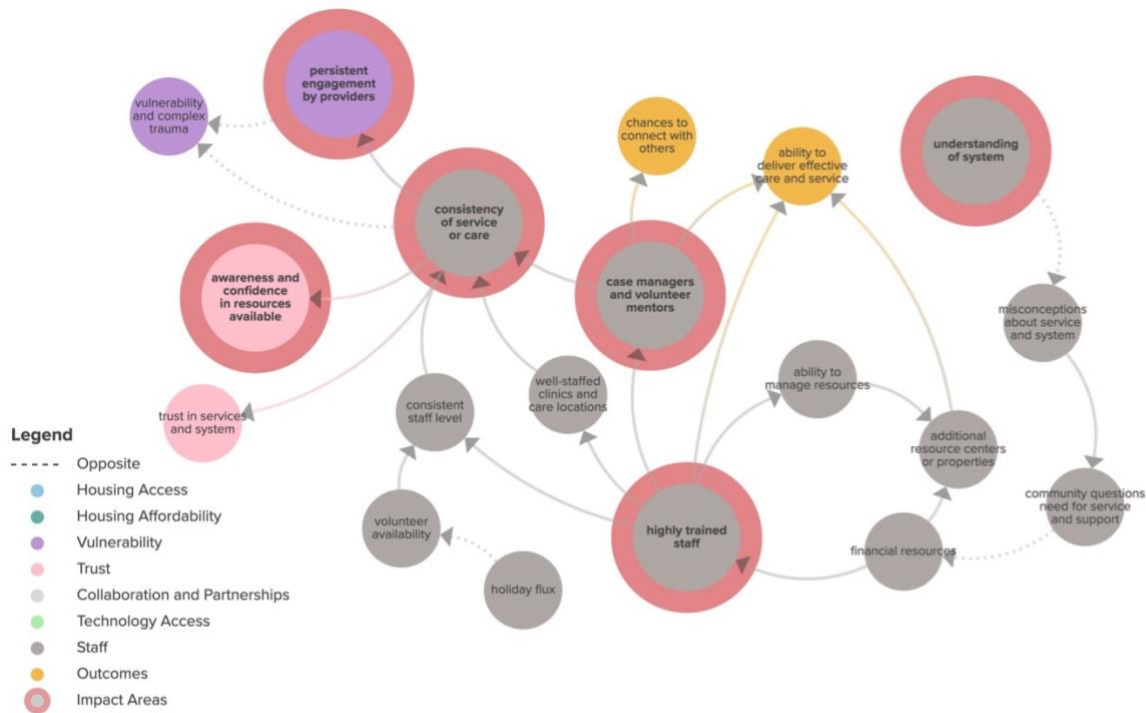 persistent
engagement
by providers
vulnerability
and complex
trauma
chances to
connect with
others
ability to
deliver effective
care and service
understanding
of system
consistency
of service
or care
awareness and
confidence
in resources
available
case managers
and volunteer
mentors
misconceptions
about service
and system
ability to
manage resources
well-staffed
clinics and
care locations
consistent
staff level
trust in services
and system
additional
resource centers
or properties
community questions
need for service
and support
volunteer
availability
highly trained
staff
financial resources
holiday flux
Legend
Opposite
Housing Access
Housing Affordability
Vulnerability
Trust
Collaboration and Partnerships
Technology Access
Staff
Outcomes
Impact Areas